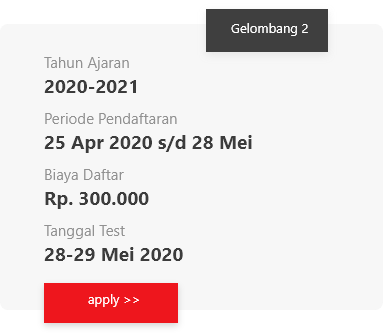 Gelombang 2
Tahun Ajaran
2020-2021
Periode Pendaftaran
25 Apr 2020 s/d 28 Mei
Biaya Daftar
Rp. 300.000
Tanggal Test
28-29 Mei 2020
apply >>